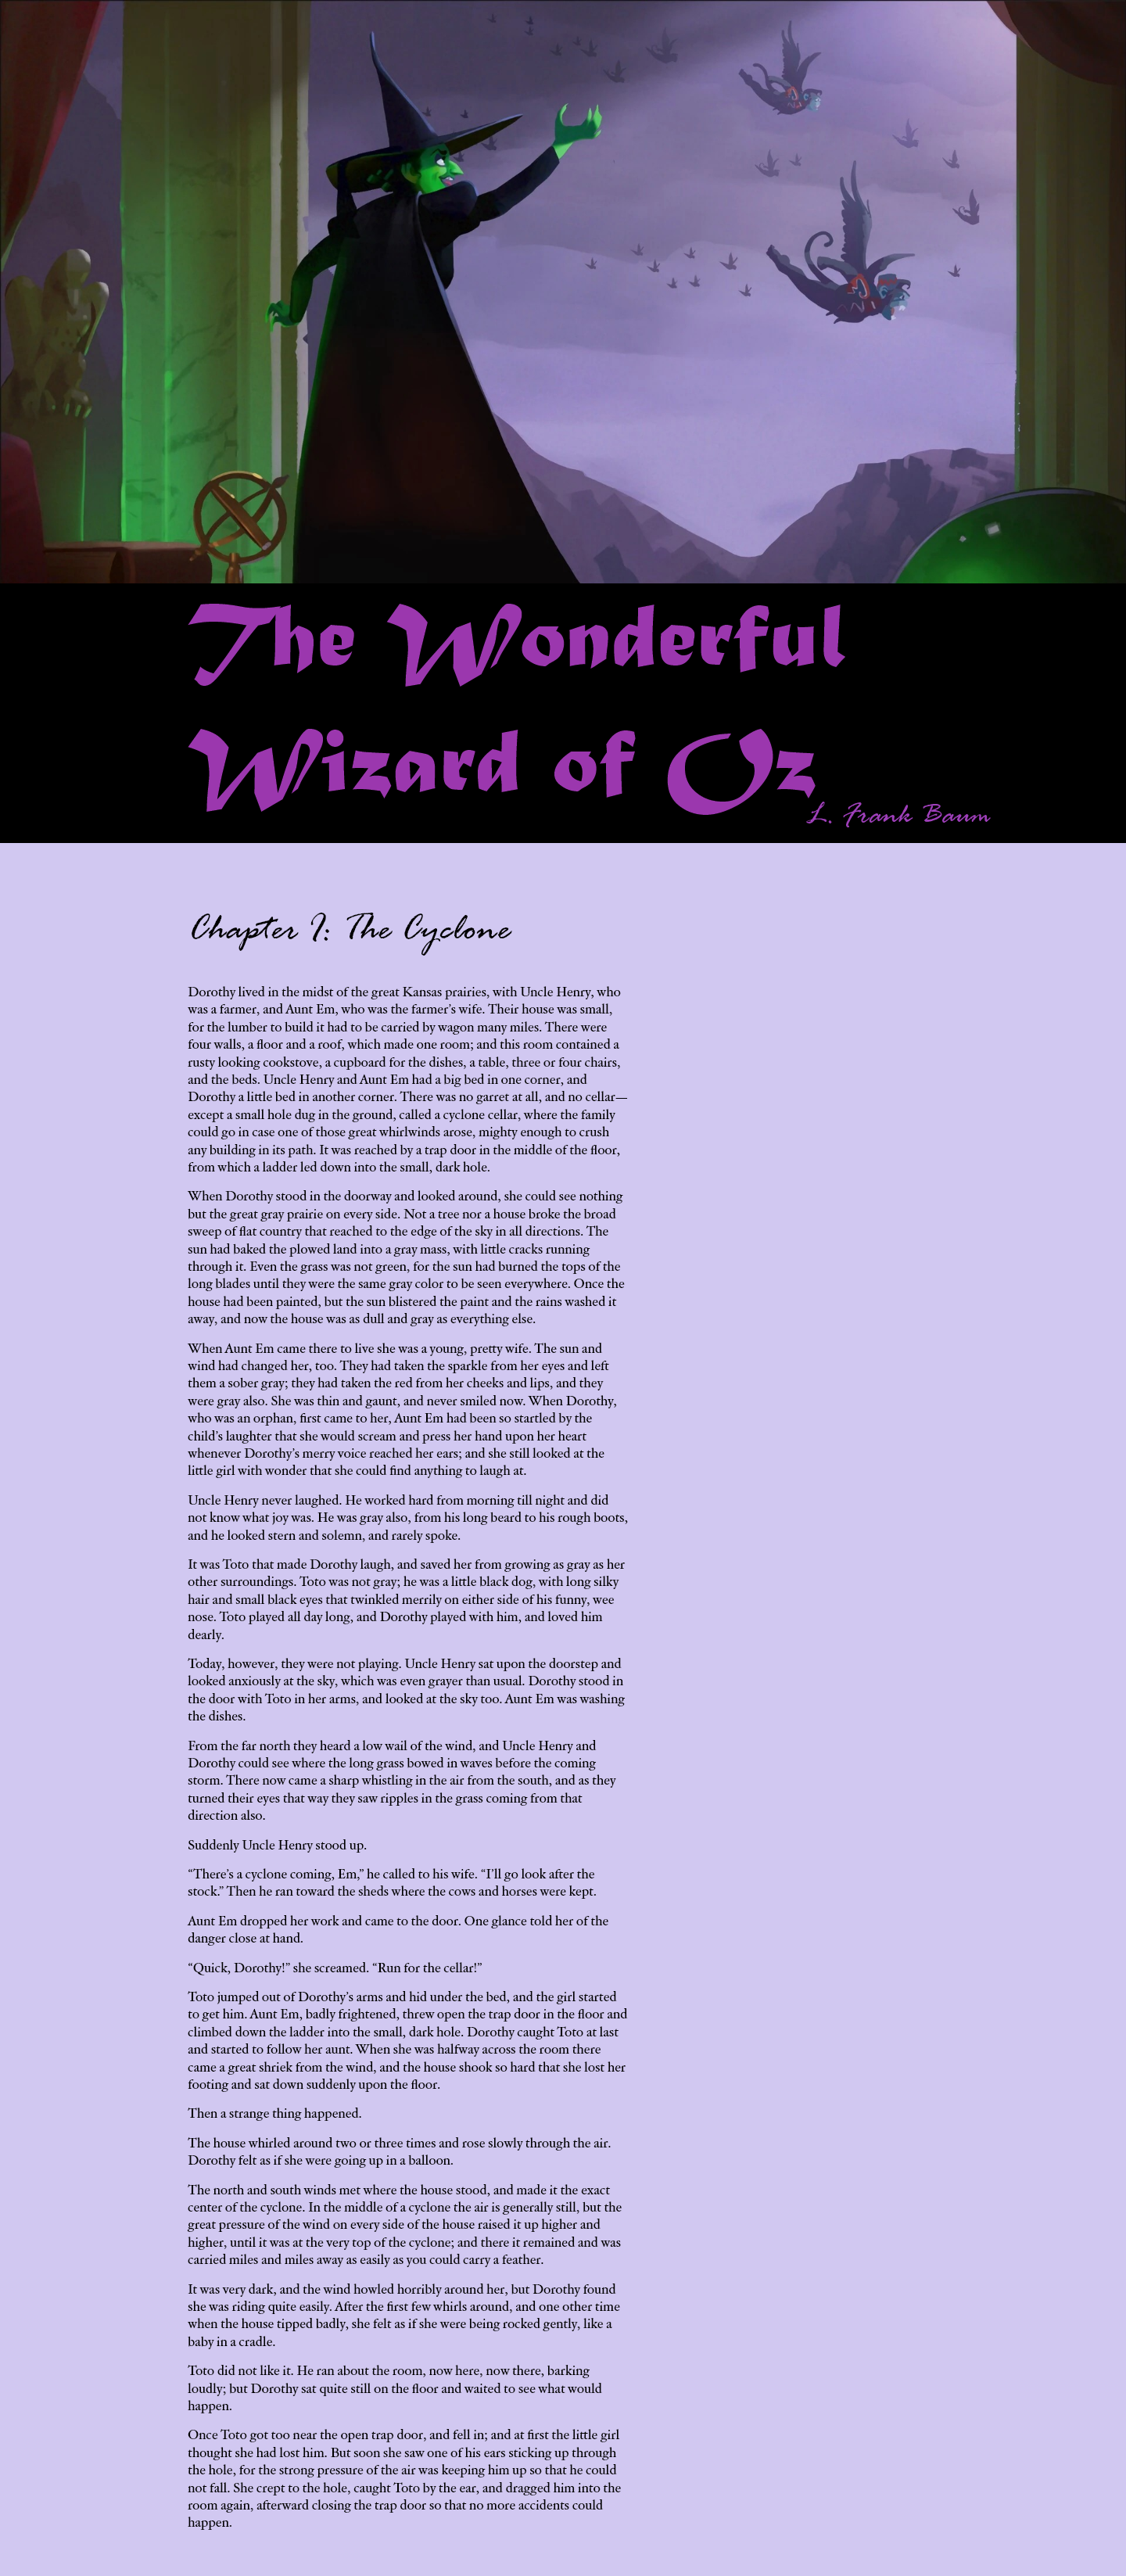 The Wonderful
Wizard of Oz
L. Frank Baum
Chapter I: The Cyclone
Dorothy lived in the midst of the great Kansas prairies, with Uncle Henry, who
was a farmer, and Aunt Em, who was the farmer’s wife. Their house was small,
for the lumber to build it had to be carried by wagon many miles. There were
four walls, a floor and a roof, which made one room; and this room contained a
rusty looking cookstove, a cupboard for the dishes, a table, three or four chairs,
and the beds. Uncle Henry and Aunt Em had a big bed in one corner, and
Dorothy a little bed in another corner. There was no garret at all, and no cellar—
except a small hole dug in the ground, called a cyclone cellar, where the family
could go in case one of those great whirlwinds arose, mighty enough to crush
any building in its path. It was reached by a trap door in the middle of the floor,
from which a ladder led down into the small, dark hole.
When Dorothy stood in the doorway and looked around, she could see nothing
but the great gray prairie on every side. Not a tree nor a house broke the broad
sweep of flat country that reached to the edge of the sky in all directions. The
sun had baked the plowed land into a gray mass, with little cracks running
through it. Even the grass was not green, for the sun had burned the tops of the
long blades until they were the same gray color to be seen everywhere. Once the
house had been painted, but the sun blistered the paint and the rains washed it
away, and now the house was as dull and gray as everything else.
When Aunt Em came there to live she was a young, pretty wife. The sun and
wind had changed her, too. They had taken the sparkle from her eyes and left
them a sober gray; they had taken the red from her cheeks and lips, and they
were gray also. She was thin and gaunt, and never smiled now. When Dorothy,
who was an orphan, first came to her, Aunt Em had been so startled by the
child’s laughter that she would scream and press her hand upon her heart
whenever Dorothy’s merry voice reached her ears; and she still looked at the
little girl with wonder that she could find anything to laugh at.
Uncle Henry never laughed. He worked hard from morning till night and did
not know what joy was. He was gray also, from his long beard to his rough boots,
and he looked stern and solemn, and rarely spoke.
It was Toto that made Dorothy laugh, and saved her from growing as gray as her
other surroundings. Toto was not gray; he was a little black dog, with long silky
hair and small black eyes that twinkled merrily on either side of his funny, wee
nose. Toto played all day long, and Dorothy played with him, and loved him
dearly.
Today, however, they were not playing. Uncle Henry sat upon the doorstep and
looked anxiously at the sky, which was even grayer than usual. Dorothy stood in
the door with Toto in her arms, and looked at the sky too. Aunt Em was washing
the dishes.
From the far north they heard a low wail of the wind, and Uncle Henry and
Dorothy could see where the long grass bowed in waves before the coming
storm. There now came a sharp whistling in the air from the south, and as they
turned their eyes that way they saw ripples in the grass coming from that
direction also.
Suddenly Uncle Henry stood up.
“There’s a cyclone coming, Em,” he called to his wife. “I’ll go look after the
stock.” Then he ran toward the sheds where the cows and horses were kept.
Aunt Em dropped her work and came to the door. One glance told her of the
danger close at hand.
“Quick, Dorothy!” she screamed. “Run for the cellar!”
Toto jumped out of Dorothy’s arms and hid under the bed, and the girl started
to get him. Aunt Em, badly frightened, threw open the trap door in the floor and
climbed down the ladder into the small, dark hole. Dorothy caught Toto at last
and started to follow her aunt. When she was halfway across the room there
came a great shriek from the wind, and the house shook so hard that she lost her
footing and sat down suddenly upon the floor.
Then a strange thing happened.
The house whirled around two or three times and rose slowly through the air.
Dorothy felt as if she were going up in a balloon.
The north and south winds met where the house stood, and made it the exact
center of the cyclone. In the middle of a cyclone the air is generally still, but the
great pressure of the wind on every side of the house raised it up higher and
higher, until it was at the very top of the cyclone; and there it remained and was
carried miles and miles away as easily as you could carry a feather.
It was very dark, and the wind howled horribly around her, but Dorothy found
she was riding quite easily. After the first few whirls around, and one other time
when the house tipped badly, she felt as if she were being rocked gently, like a
baby in a cradle.
Toto did not like it. He ran about the room, now here, now there, barking
loudly; but Dorothy sat quite still on the floor and waited to see what would
happen.
Once Toto got too near the open trap door, and fell in; and at first the little girl
thought she had lost him. But soon she saw one of his ears sticking up through
the hole, for the strong pressure of the air was keeping him up so that he could
not fall. She crept to the hole, caught Toto by the ear, and dragged him into the
room again, afterward closing the trap door so that no more accidents could
happen.